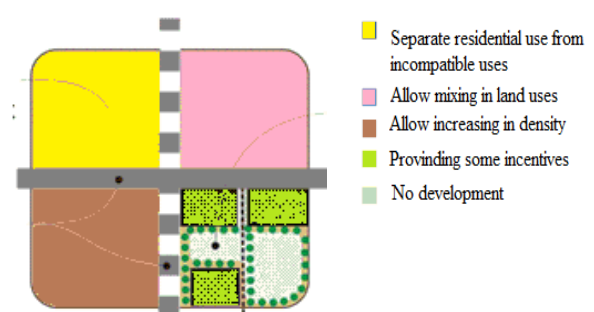 Separate residential use from
incompatible uses
Allow mixing in land uses
Allow increasing in density
Provinding some incentives
No development